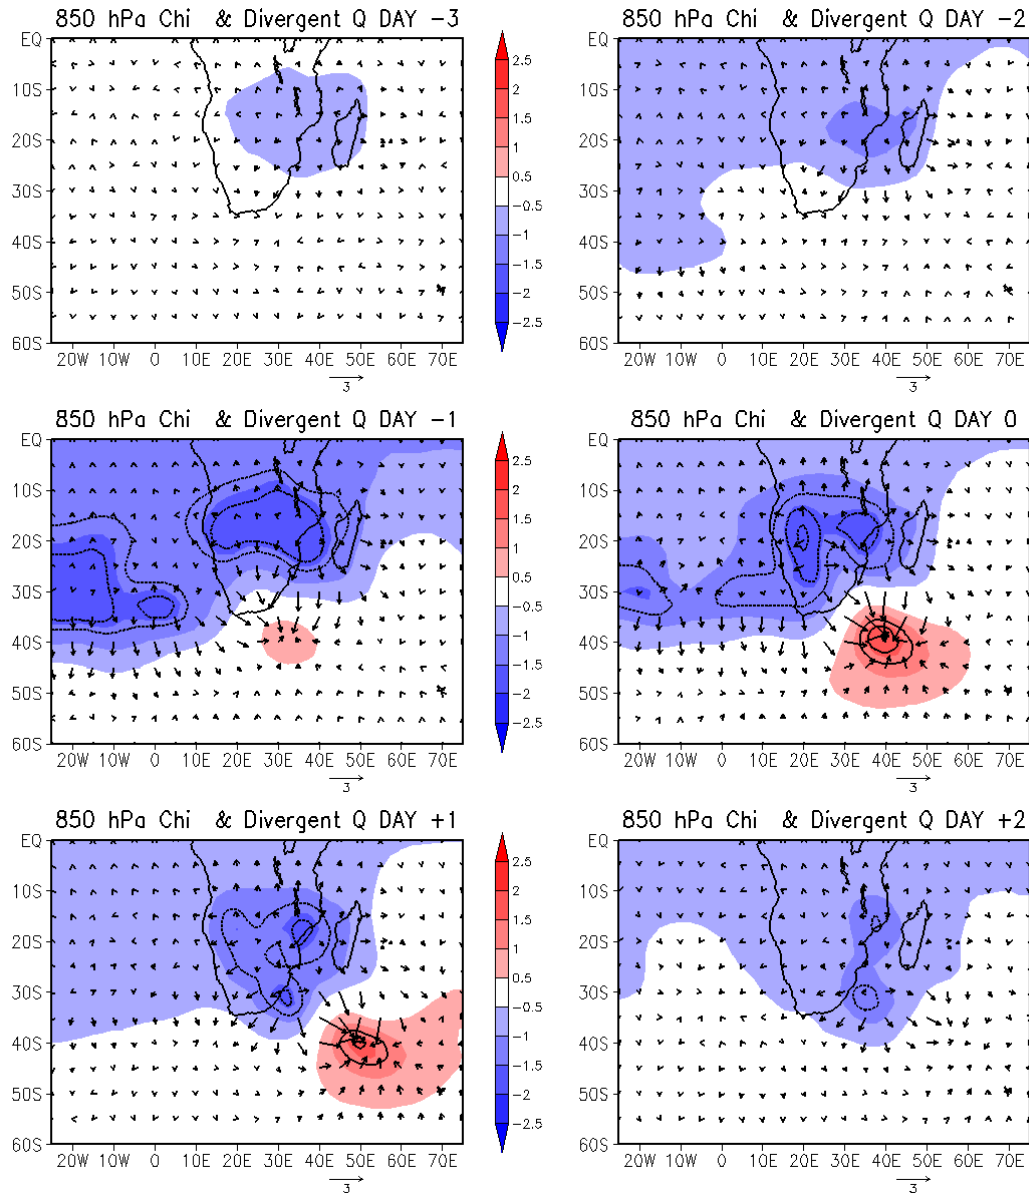 850 hPa Chi & Divergent Q DAY -3
EQ
10S
20S
30S
40S
50S
60S
20W 10W 0 10E 20E 30E 40E 50E 60E 70E
3
2.5
2
1.5
1
0.5
-0.5
-1
-1.5
-2
-2.5
850 hPa Chi & Divergent Q DAY -2
EQ
10S
20S
30S
40S
50S
60S
20W 10W 0 10E 20E 30E 40E 50E 60E 70E
3
850 hPa Chi & Divergent Q DAY -1
EQ
10S
20S
30S
40S
50S
60S
20W 10W 0 10E 20E 30E 40E 50E 60E 70E
3
2.5
2
1.5
1
0.5
-0.5
-1
-1.5
-2
-2.5
850 hPa Chi & Divergent Q DAY 0
EQ
10S
20S
30S
40S
50S
60S
20W 10W 0 10E 20E 30E 40E 50E 60E 70E
3
850 hPa Chi & Divergent Q DAY +1
EQ
10S
20S
30S
40S
50S
60S
20W 10W 0 10E 20E 30E 40E 50E 60E 70E
3
2.5
2
1.5
1
0.5
-0.5
-1
-1.5
-2
-2.5
850 hPa Chi & Divergent Q DAY +2
EQ
10S
20S
30S
40S
50S
60S
20W 10W 0 10E 20E 30E 40E 50E 60E 70E
3